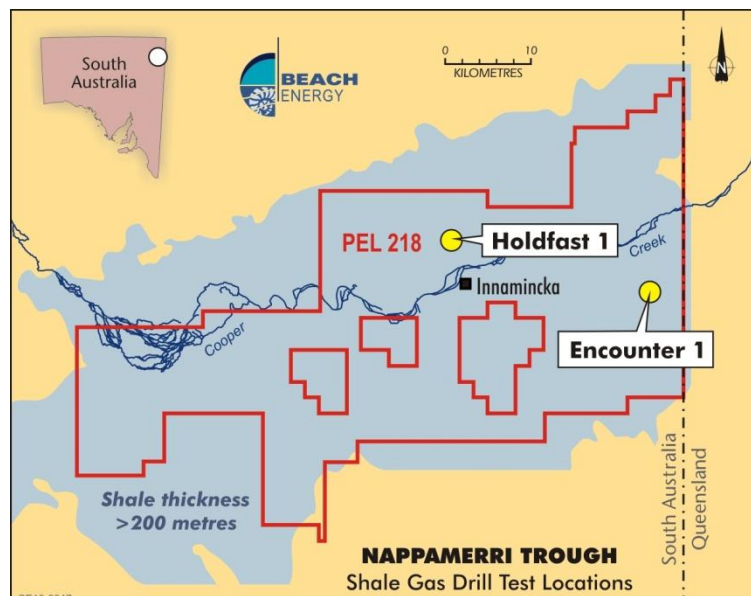 South
Australia
BEACH
ENERGY
0 10
KILOMETRES
N
PEL 218
Holdfast 1
Creek
Innamincka
Encounter 1
Cooper
Shale thickness
>200 metres
South Australia
Queensland
NAPPAMERRI TROUGH
Shale Gas Drill Test Locations